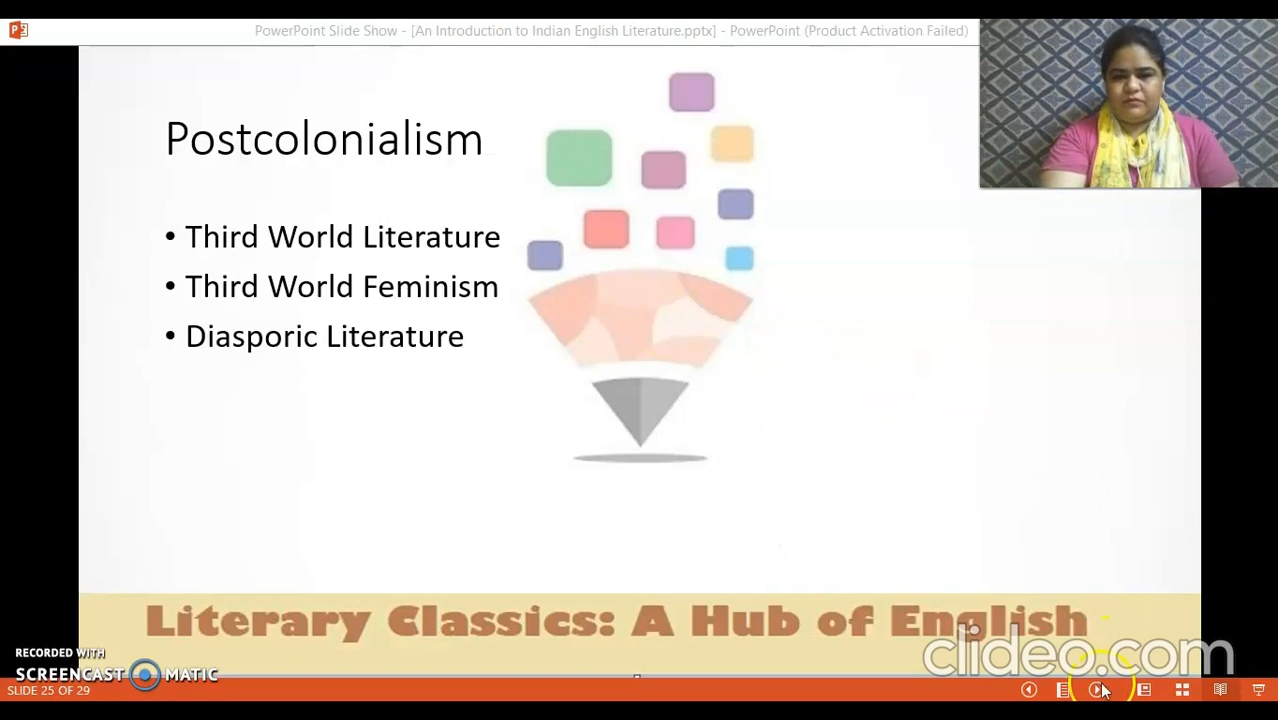 PowerPoint Slide Show - [An Introduction to Indian English Literature.pptx] - PowerPoint (Product Activation Failed)
Postcolonialism
• Third World Literature
• Third World Feminism
• Diasporic Literature
Literary Classics: A Hub of English
clideo.com
RECORDED WITH
SCREENCAST MATIC
SLIDE 25 OF 29